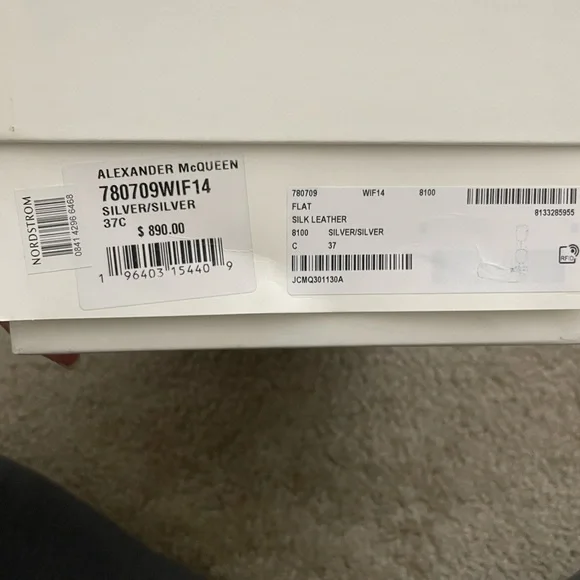 NORDSTROM
0841 4296 6468
ALEXANDER McQUEEN
780709WIF14
SILVER/SILVER
37C
$ 890.00
1 96403 15440 9
780709 WIF14 8100
FLAT
SILK LEATHER
8100 SILVER/SILVER
C 37
JCMQ301130A
8133285955
RFID